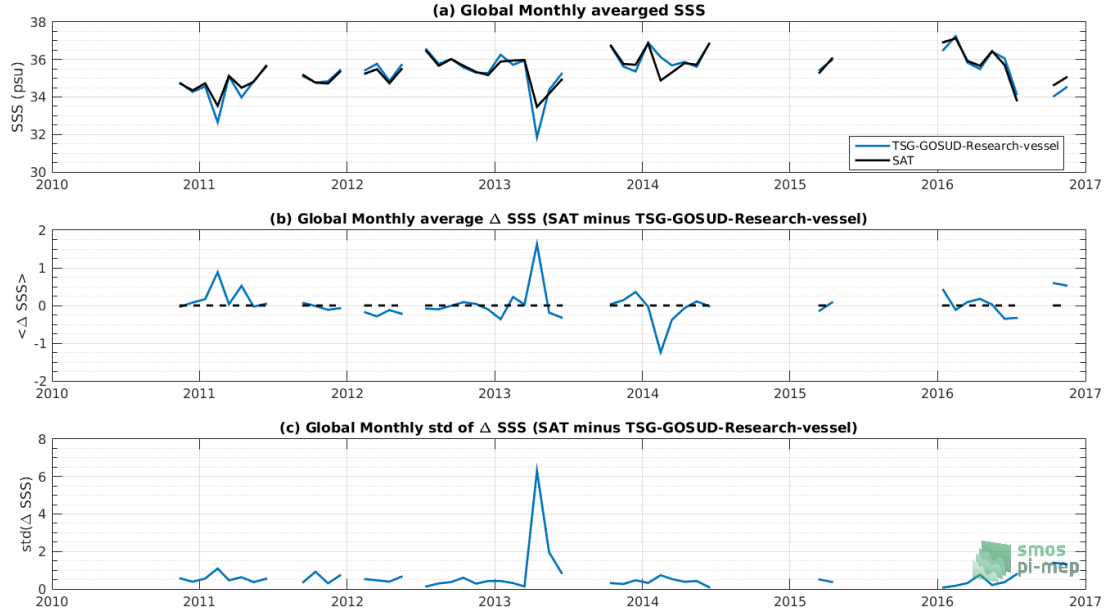 (a) Global Monthly avearged SSS
38
36
34
32
30
SSS (psu)
TSG-GOSUD-Research-vessel
SAT
2010 2011 2012 2013 2014 2015 2016 2017
(b) Global Monthly average Δ SSS (SAT minus TSG-GOSUD-Research-vessel)
2
1
0
-1
-2
<Δ SSS>
2010 2011 2012 2013 2014 2015 2016 2017
(c) Global Monthly std of Δ SSS (SAT minus TSG-GOSUD-Research-vessel)
8
6
4
2
0
std(Δ SSS)
smos
pi-mep
2010 2011 2012 2013 2014 2015 2016 2017